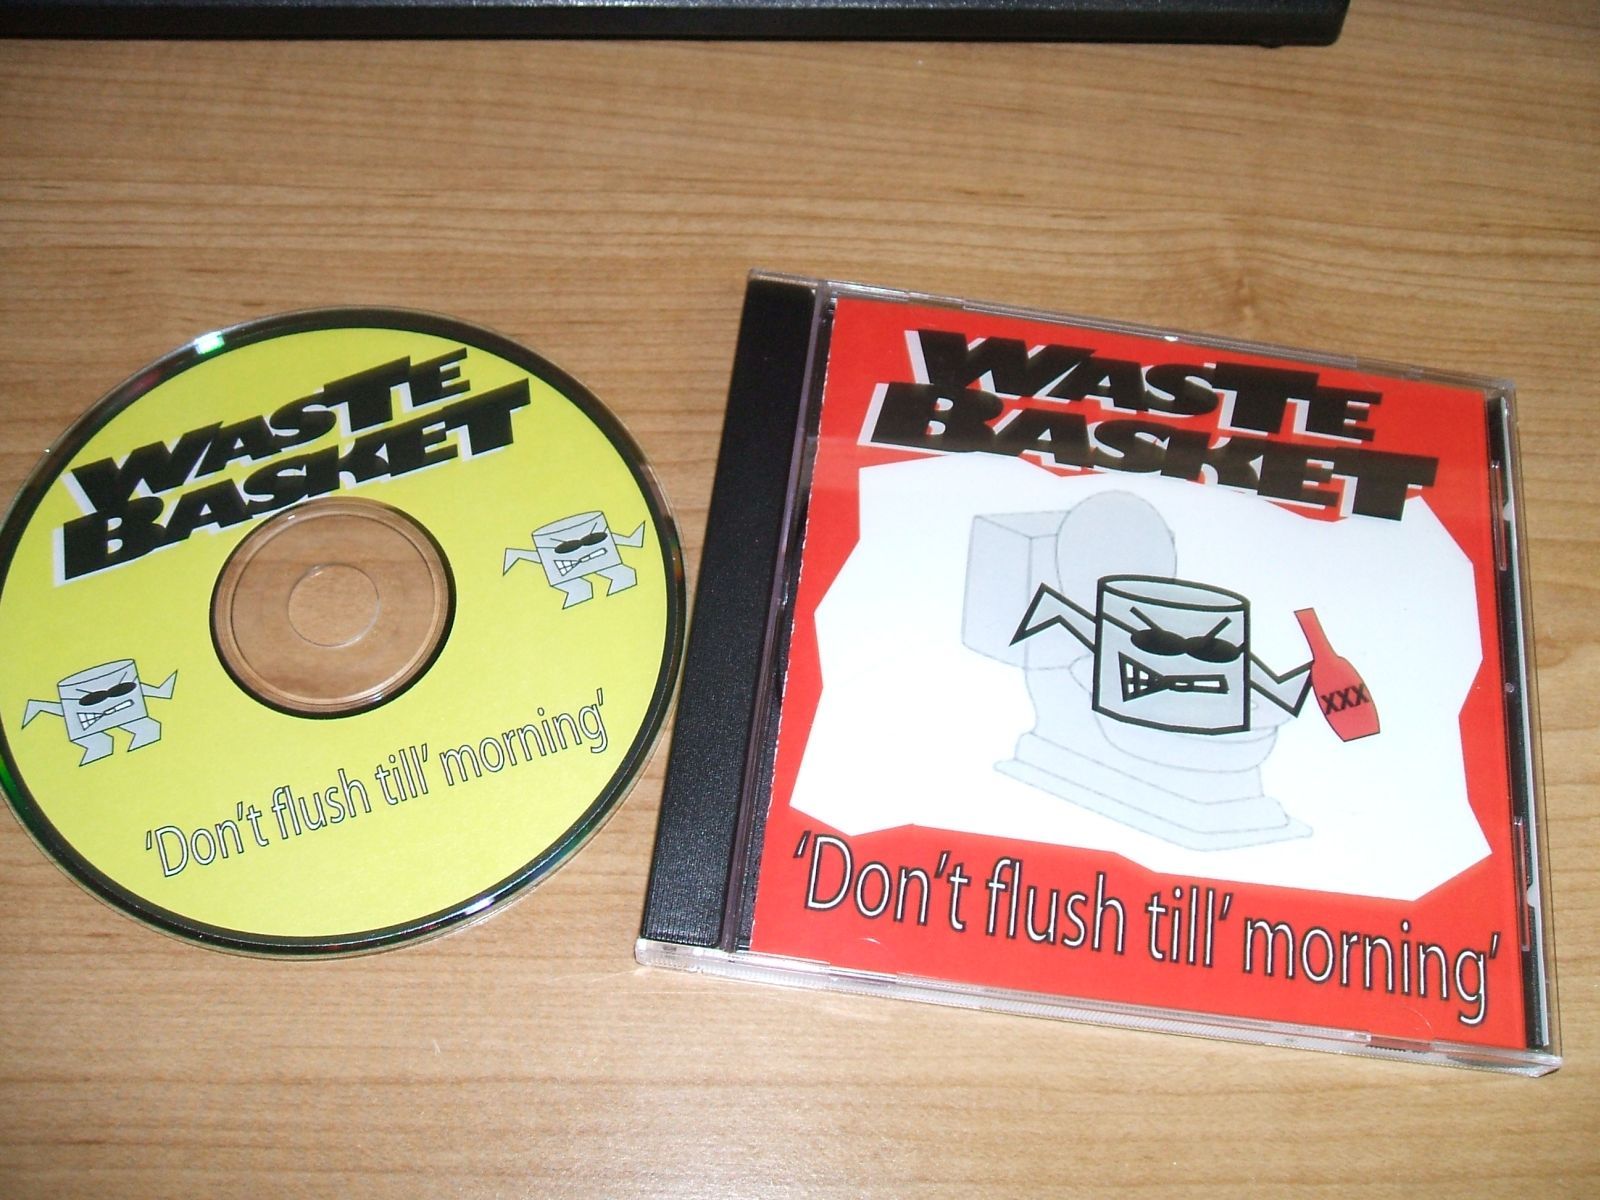 WASTE
BASKET
'Don't flush till' morning'
WASTE
BASKET
XXX
'Don't flush till' morning'